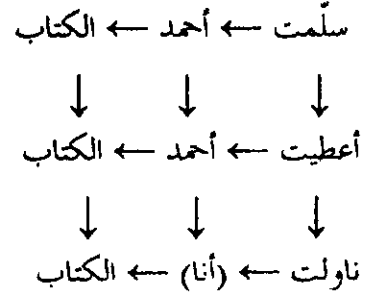 سلّمت ← أحمد ← الكتاب
↓ ↓ ↓
أعطيت ← أحمد ← الكتاب
↓ ↓ ↓
ناولت ← (أنا) ← الكتاب